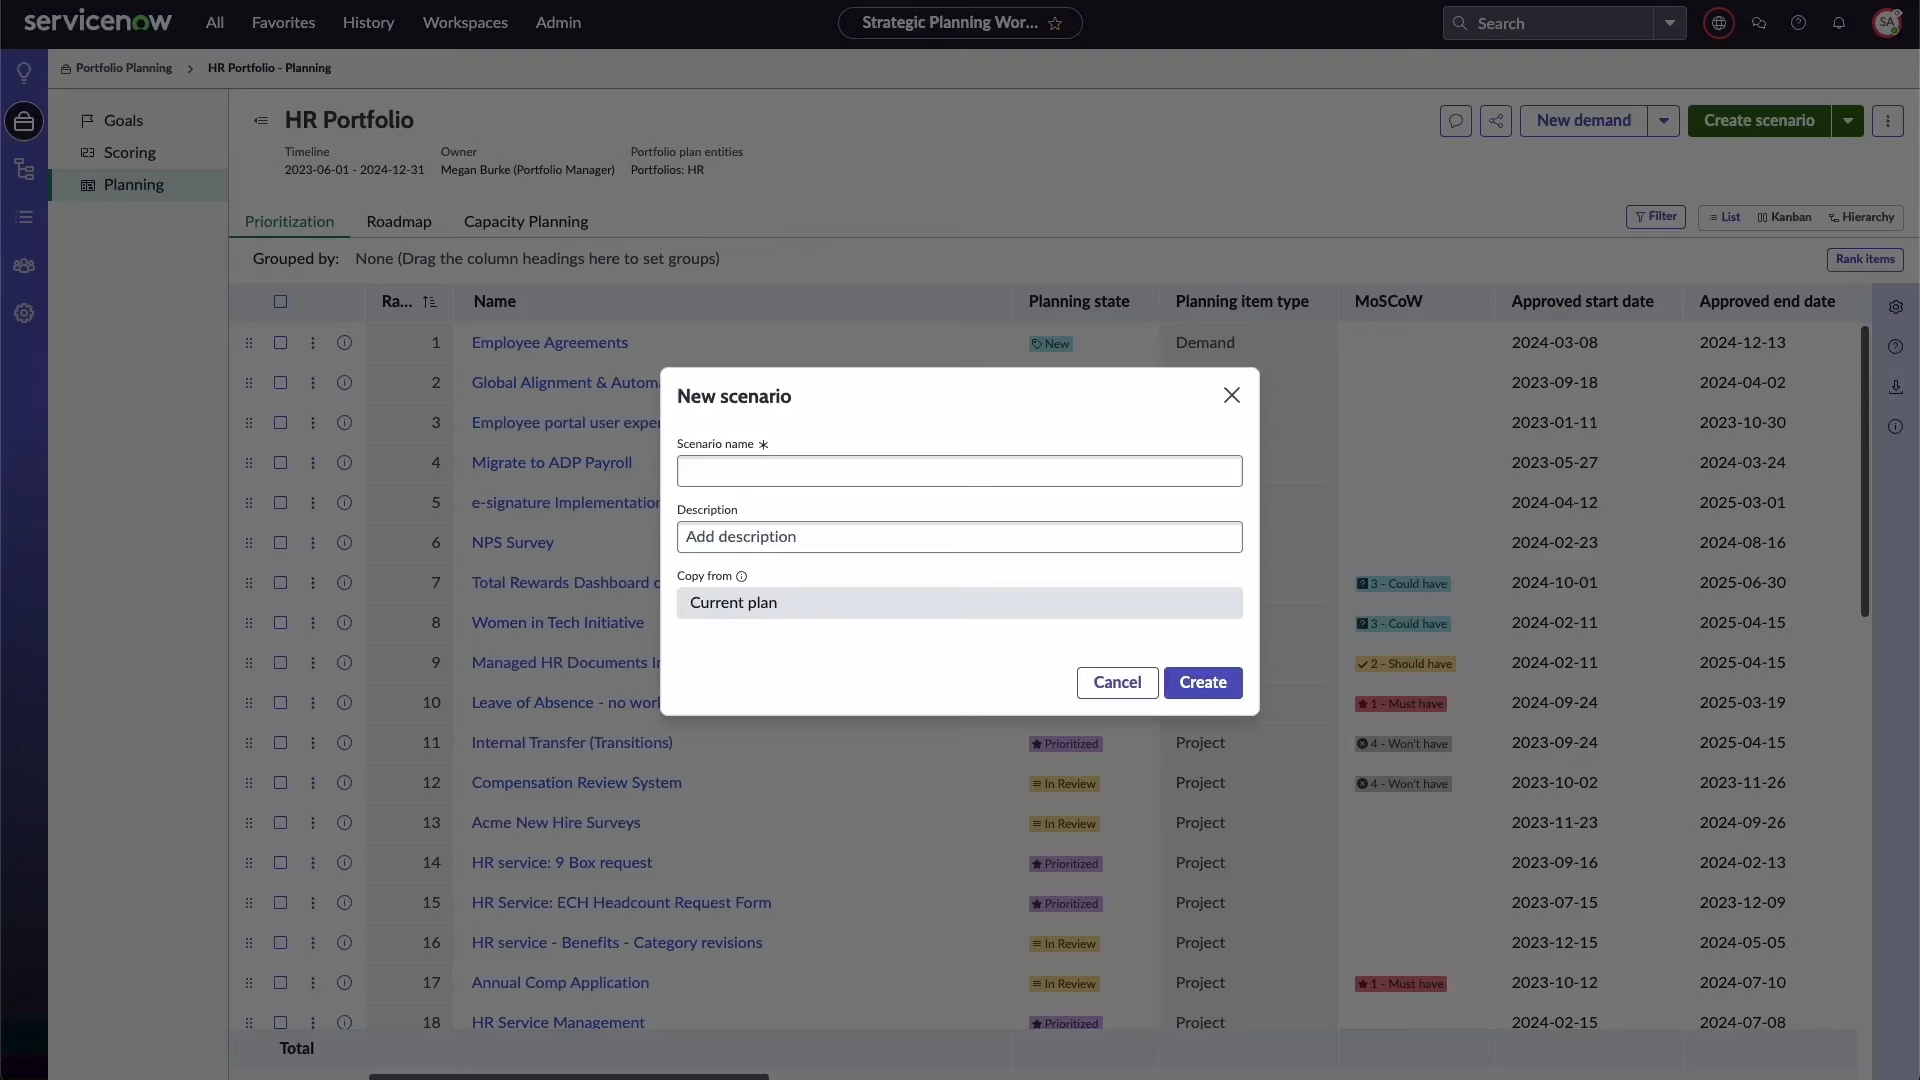 servicenow All Favorites History Workspaces Admin Strategic Planning Wor... Search SA
Portfolio Planning > HR Portfolio - Planning
Goals
Scoring
Planning
HR Portfolio
New demand Create scenario
Timeline Owner Portfolio plan entities
2023-06-01 - 2024-12-31 Megan Burke (Portfolio Manager) Portfolios: HR
Prioritization Roadmap Capacity Planning Filter List Kanban Hierarchy
Grouped by: None (Drag the column headings here to set groups) Rank items
Ra... Name Planning state Planning item type MoSCoW Approved start date Approved end date
1 Employee Agreements New Demand 2024-03-08 2024-12-13
2 Global Alignment & Automa 2023-09-18 2024-04-02
3 Employee portal user exper 2023-01-11 2023-10-30
4 Migrate to ADP Payroll 2023-05-27 2024-03-24
5 e-signature Implementation 2024-04-12 2025-03-01
6 NPS Survey 2024-02-23 2024-08-16
7 Total Rewards Dashboard 3 - Could have 2024-10-01 2025-06-30
8 Women in Tech Initiative 3 - Could have 2024-02-11 2025-04-15
9 Managed HR Documents 2 - Should have 2024-02-11 2025-04-15
10 Leave of Absence - no 1 - Must have 2024-09-24 2025-03-19
New scenario
Scenario name *
Description
Add description
Copy from
Current plan
Cancel Create
11 Internal Transfer (Transitions) Prioritized Project 4 - Won't have 2023-09-24 2025-04-15
12 Compensation Review System In Review Project 4 - Won't have 2023-10-02 2023-11-26
13 Acme New Hire Surveys In Review Project 2023-11-23 2024-09-26
14 HR service: 9 Box request Prioritized Project 2023-09-16 2024-02-13
15 HR Service: ECH Headcount Request Form Prioritized Project 2023-07-15 2023-12-09
16 HR service - Benefits - Category revisions In Review Project 2023-12-15 2024-05-05
17 Annual Comp Application In Review Project 1 - Must have 2023-10-12 2024-07-10
18 HR Service Management Prioritized Project 2024-02-15 2024-07-08
Total